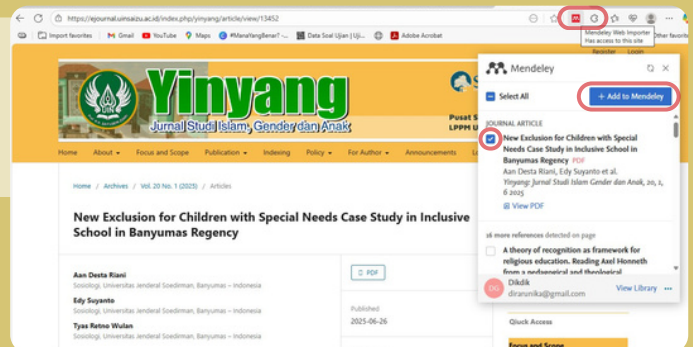 https://ejournal.uinsaizu.ac.id/index.php/yinyang/article/view/13452
Import favorites
Gmail
YouTube
Maps
#ManaYangBenar? -...
Data Soal Ujian | Uji...
Adobe Acrobat
Other favorites
Mendeley Web Importer
Has access to this site
Register Login
Yinyang
Jurnal Studi Islam, Gender dan Anak
UIN
Pusat S
LPPM U
Home About Focus and Scope Publication Indexing Policy For Author Announcements
Home / Archives / Vol. 20 No. 1 (2025) / Articles
New Exclusion for Children with Special Needs Case Study in Inclusive
School in Banyumas Regency
Aan Desta Riani
Sosiologi, Universitas Jenderal Soedirman, Banyumas – Indonesia
Edy Suyanto
Sosiologi, Universitas Jenderal Soedirman, Banyumas – Indonesia
Tyas Retno Wulan
Sosiologi, Universitas Jenderal Soedirman, Banyumas – Indonesia
PDF
Published
2025-06-26
Mendeley
Select All
+ Add to Mendeley
JOURNAL ARTICLE
New Exclusion for Children with Special
Needs Case Study in Inclusive School in
Banyumas Regency PDF
Aan Desta Riani, Edy Suyanto et al.
Yinyang: Jurnal Studi Islam Gender dan Anak, 20, 1,
6 2025
View PDF
16 more references detected on page
A theory of recognition as framework for
religious education. Reading Axel Honneth
from a pedagogical and theological
DG
Dikdik
dirarunika@gmail.com
View Library
Qiuck Access
Focus and Scope